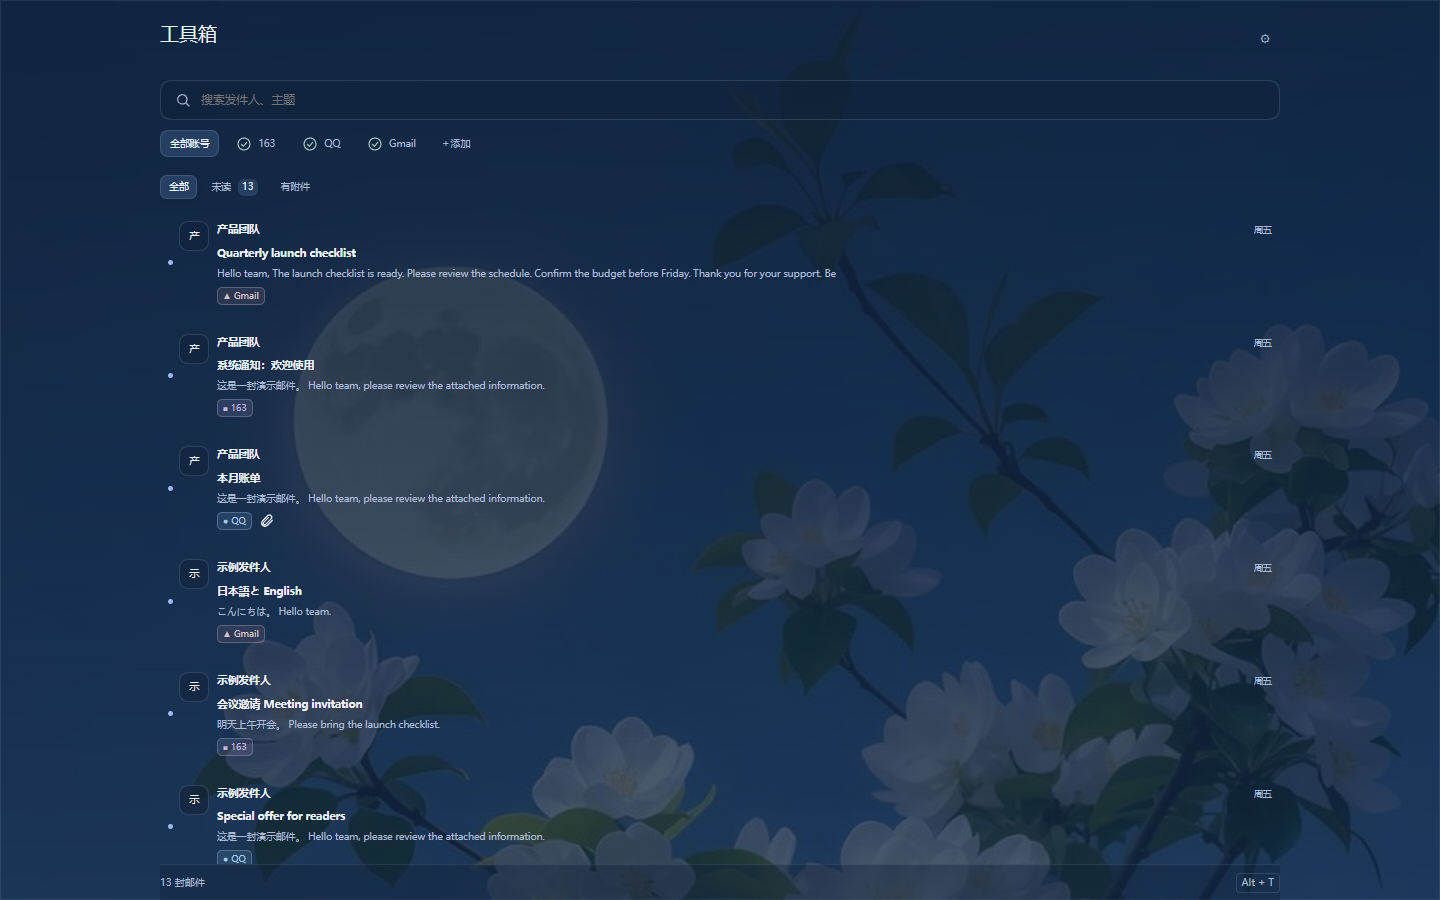 工具箱
搜索发件人、主题
全部账号 163 QQ Gmail +添加
全部 未读 13 有附件
产 产品团队 周五
Quarterly launch checklist
Hello team, The launch checklist is ready. Please review the schedule. Confirm the budget before Friday. Thank you for your support. Be
▲ Gmail
产 产品团队 周五
系统通知：欢迎使用
这是一封演示邮件。 Hello team, please review the attached information.
■ 163
产 产品团队 周五
本月账单
这是一封演示邮件。 Hello team, please review the attached information.
● QQ
示 示例发件人 周五
日本語と English
こんにちは。 Hello team.
▲ Gmail
示 示例发件人 周五
会议邀请 Meeting invitation
明天上午开会。 Please bring the launch checklist.
■ 163
示 示例发件人 周五
Special offer for readers
这是一封演示邮件。 Hello team, please review the attached information.
● QQ
13 封邮件 Alt + T